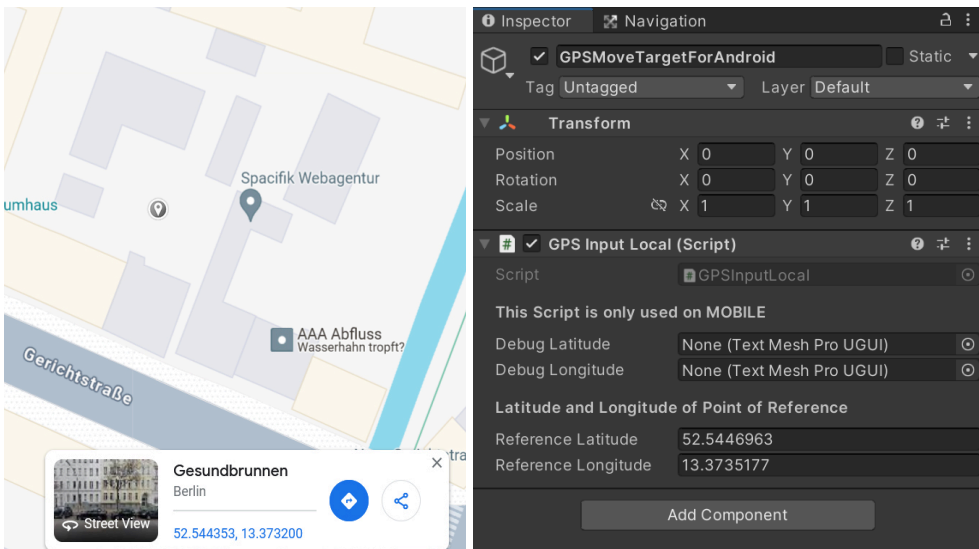 Spacifik Webagentur
umhaus
AAA Abfluss
Wasserhahn tropft?
Gerichtstraße
Gesundbrunnen
Berlin
Street View
52.544353, 13.373200
Inspector
Navigation
GPSMoveTargetForAndroid
Static
Tag Untagged
Layer Default
Transform
Position X 0 Y 0 Z 0
Rotation X 0 Y 0 Z 0
Scale X 1 Y 1 Z 1
# GPS Input Local (Script)
Script # GPSInputLocal
This Script is only used on MOBILE
Debug Latitude None (Text Mesh Pro UGUI)
Debug Longitude None (Text Mesh Pro UGUI)
Latitude and Longitude of Point of Reference
Reference Latitude 52.5446963
Reference Longitude 13.3735177
Add Component